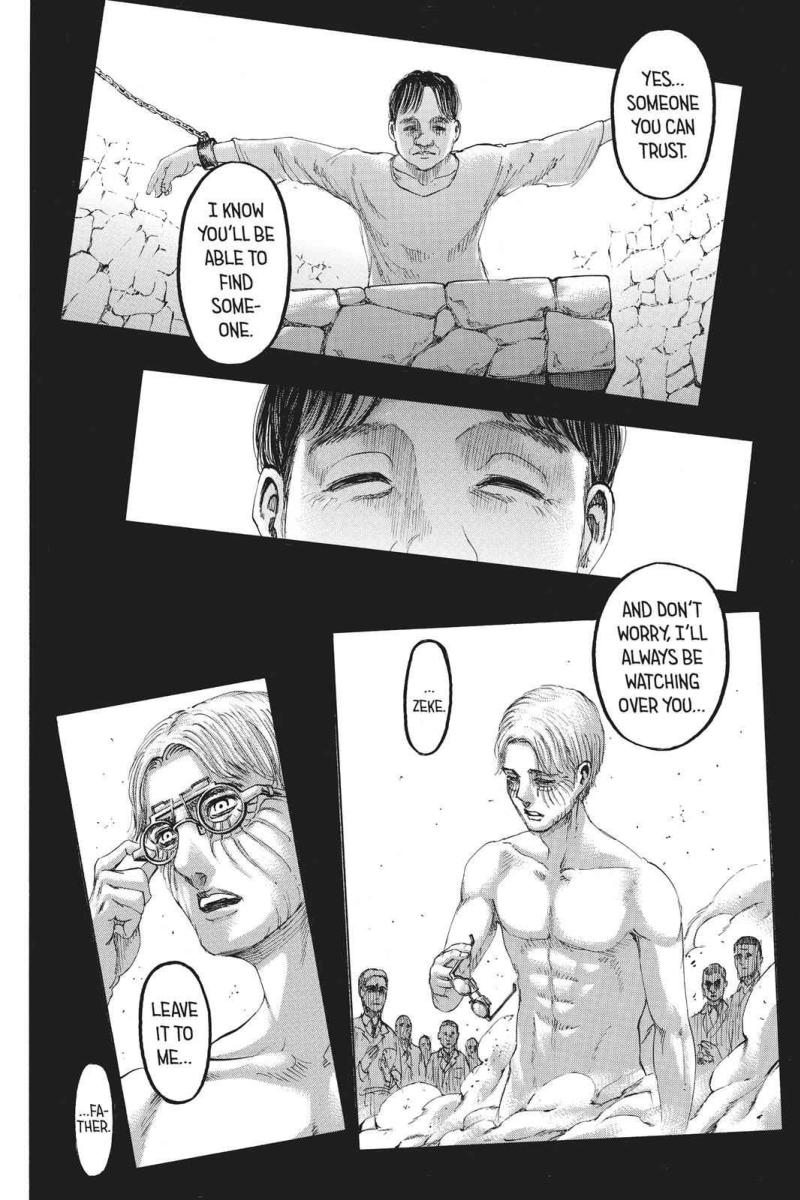 YES...
SOMEONE
YOU CAN
TRUST.
I KNOW
YOU'LL BE
ABLE TO
FIND
SOME-
ONE.
AND DON'T
WORRY, I'LL
ALWAYS BE
WATCHING
OVER YOU...
...
ZEKE.
LEAVE
IT TO
ME...
...FA-
THER.